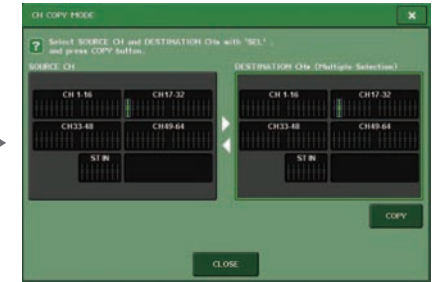 CH COPY MODE
×
? Select SOURCE CH and DESTINATION CHs with "SEL" ,
and press COPY button.
SOURCE CH
DESTINATION CHs (Multiple Selection)
CH 1-16 CH17-32
CH33-48 CH49-64
ST IN
CH 1-16 CH17-32
CH33-48 CH49-64
ST IN
COPY
CLOSE